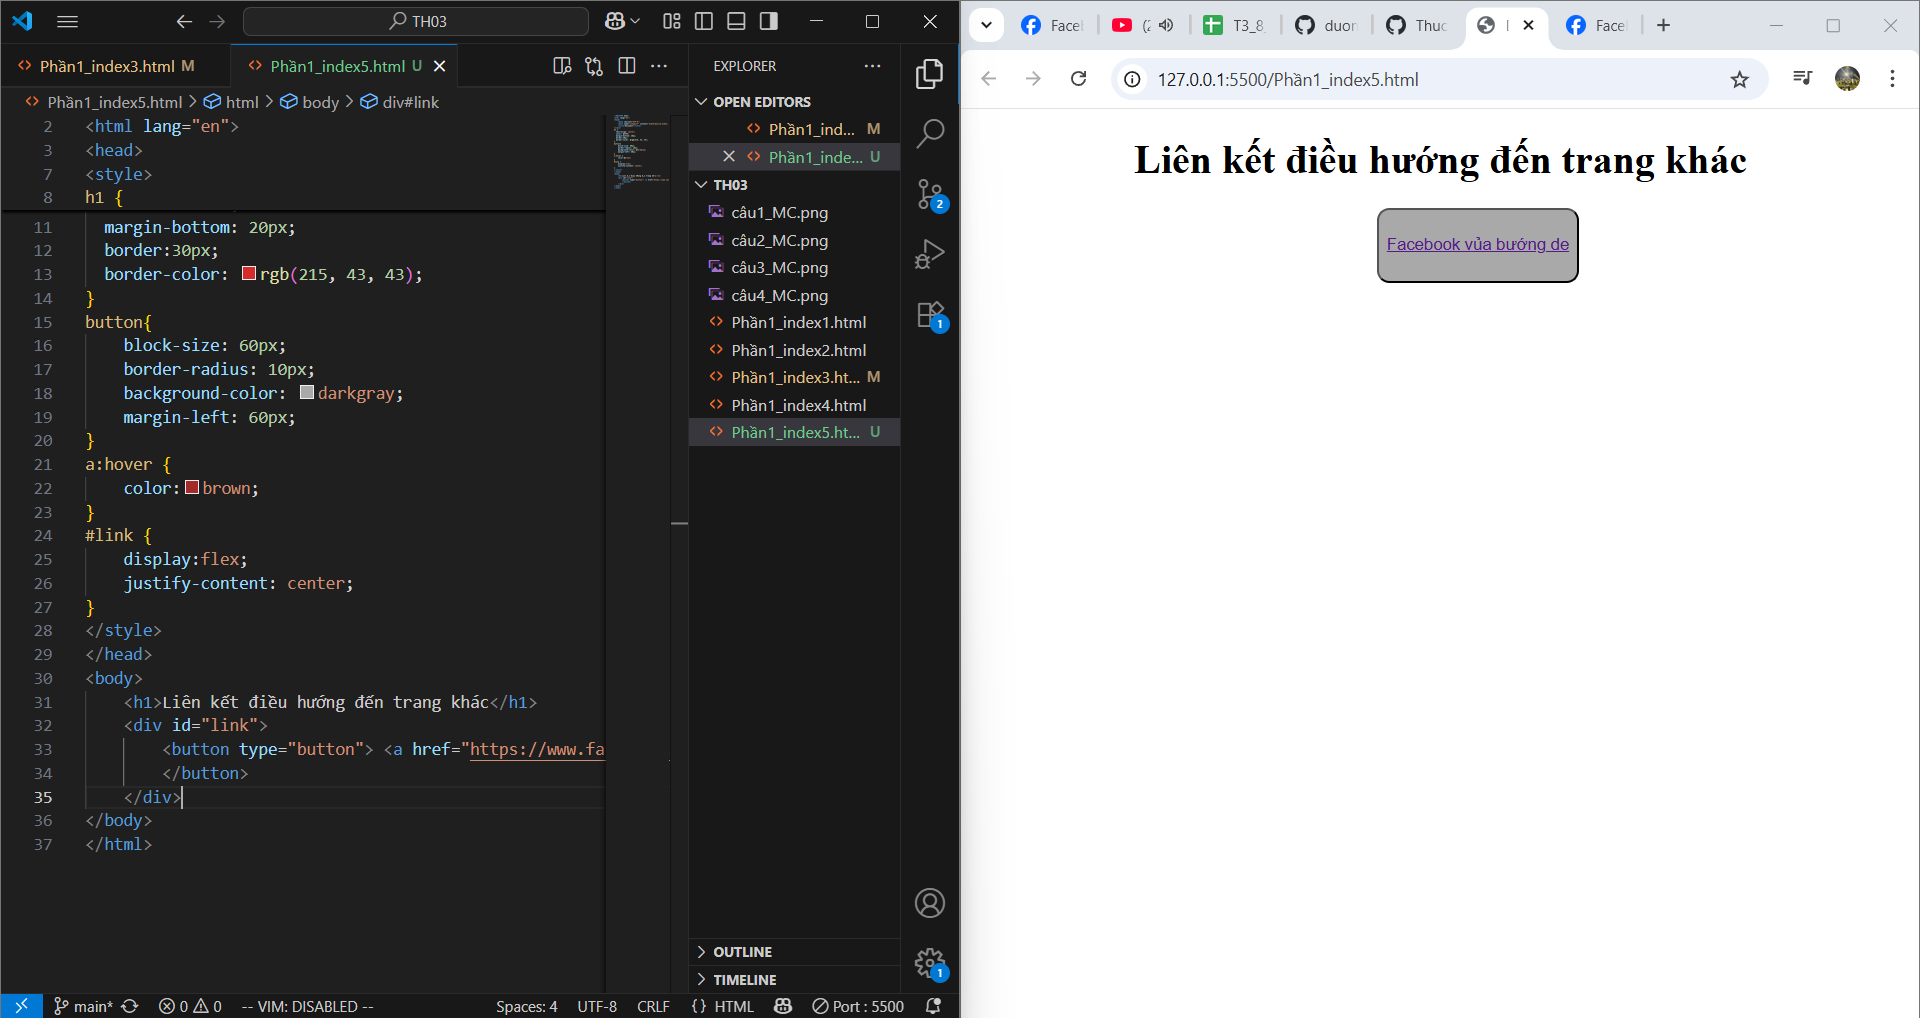 TH03
Phần1_index3.html M
Phần1_index5.html U
Phần1_index5.html > html > body > div#link
2 <html lang="en">
3 <head>
7 <style>
8 h1 {
11 margin-bottom: 20px;
12 border:30px;
13 border-color: rgb(215, 43, 43);
14 }
15 button{
16 block-size: 60px;
17 border-radius: 10px;
18 background-color: darkgray;
19 margin-left: 60px;
20 }
21 a:hover {
22 color: brown;
23 }
24 #link {
25 display:flex;
26 justify-content: center;
27 }
28 </style>
29 </head>
30 <body>
31 <h1>Liên kết điều hướng đến trang khác</h1>
32 <div id="link">
33 <button type="button"> <a href="https://www.fa
34 </button>
35 </div>
36 </body>
37 </html>
EXPLORER
OPEN EDITORS
Phần1_ind... M
Phần1_inde... U
TH03
câu1_MC.png
câu2_MC.png
câu3_MC.png
câu4_MC.png
Phần1_index1.html
Phần1_index2.html
Phần1_index3.ht... M
Phần1_index4.html
Phần1_index5.ht... U
OUTLINE
TIMELINE
2
1
1
main* 0 0 -- VIM: DISABLED -- Spaces: 4 UTF-8 CRLF {} HTML Port : 5500
Facel
(2
T3_8_
duon
Thuc
Face
127.0.0.1:5500/Phần1_index5.html
Liên kết điều hướng đến trang khác
Facebook vủa bướng de